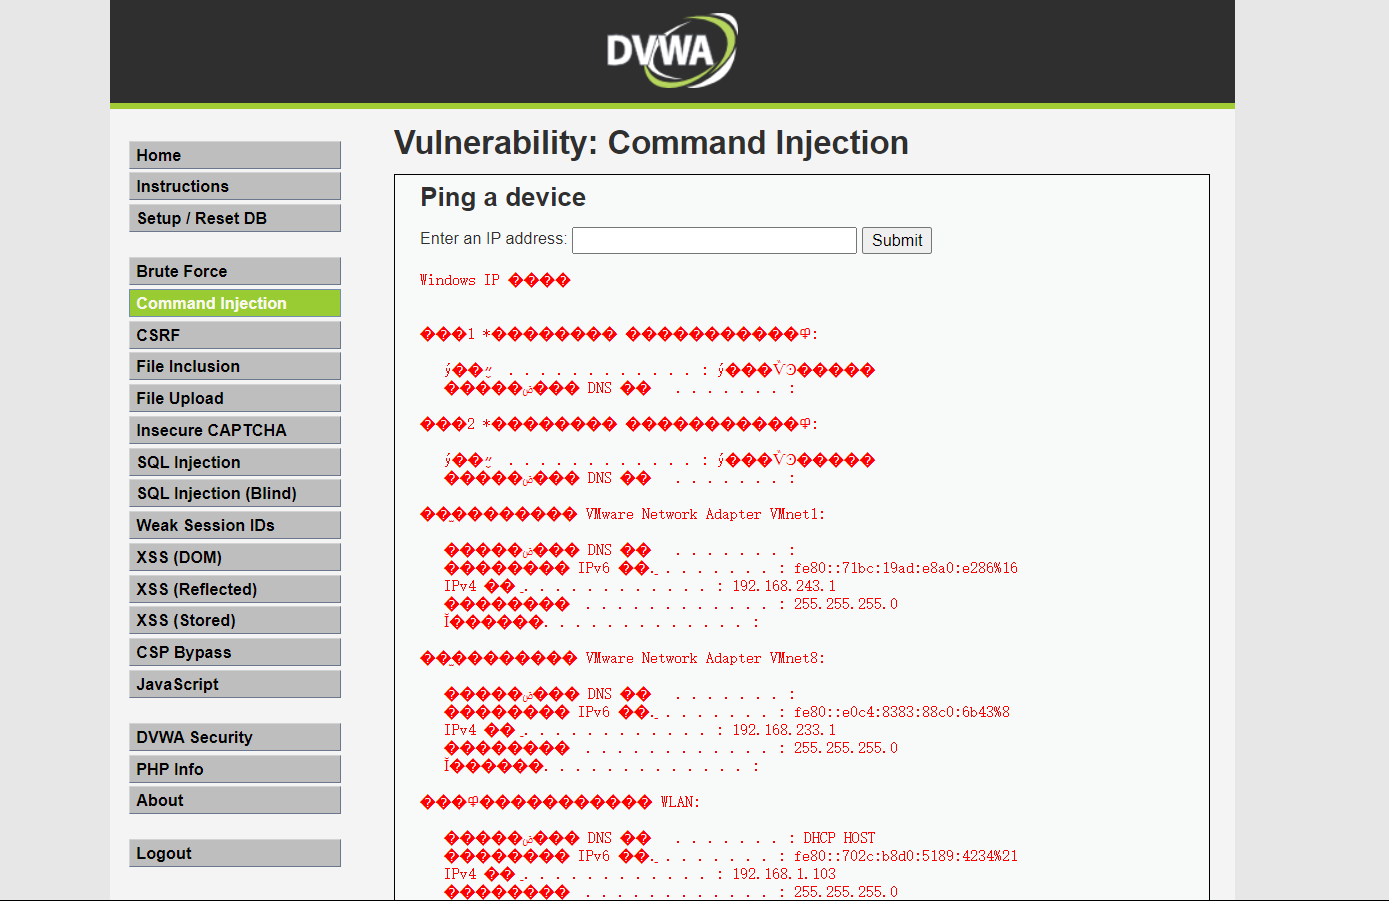 DVWA
Home
Instructions
Setup / Reset DB
Brute Force
Command Injection
CSRF
File Inclusion
File Upload
Insecure CAPTCHA
SQL Injection
SQL Injection (Blind)
Weak Session IDs
XSS (DOM)
XSS (Reflected)
XSS (Stored)
CSP Bypass
JavaScript
DVWA Security
PHP Info
About
Logout
Vulnerability: Command Injection
Ping a device
Enter an IP address:
Submit
Windows IP ����
���1 *�������� �����������
. . . . . . . . . . . . :
DNS �� . . . . . . . :
���2 *�������� �����������
. . . . . . . . . . . . :
DNS �� . . . . . . . :
VMware Network Adapter VMnet1:
DNS �� . . . . . . . :
�������� IPv6 ��. . . . . . . . : fe80::71bc:19ad:e8a0:e286%16
IPv4 �� . . . . . . . . . . . . : 192.168.243.1
�������� . . . . . . . . . . . . : 255.255.255.0
. . . . . . . . . . . . . . :
VMware Network Adapter VMnet8:
DNS �� . . . . . . . :
�������� IPv6 ��. . . . . . . . : fe80::e0c4:8383:88c0:6b43%8
IPv4 �� . . . . . . . . . . . . : 192.168.233.1
�������� . . . . . . . . . . . . : 255.255.255.0
. . . . . . . . . . . . . . :
WLAN:
DNS �� . . . . . . . : DHCP HOST
�������� IPv6 ��. . . . . . . . : fe80::702c:b8d0:5189:4234%21
IPv4 �� . . . . . . . . . . . . : 192.168.1.103
�������� . . . . . . . . . . . . : 255.255.255.0